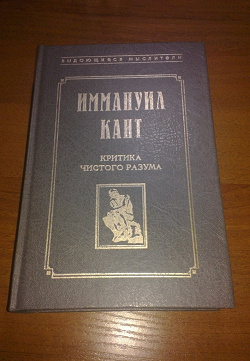 ВЫДАЮЩИЕСЯ МЫСЛИТЕЛИ
ИММАНУИЛ
КАНТ
КРИТИКА
ЧИСТОГО РАЗУМА